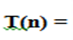 T(n) =